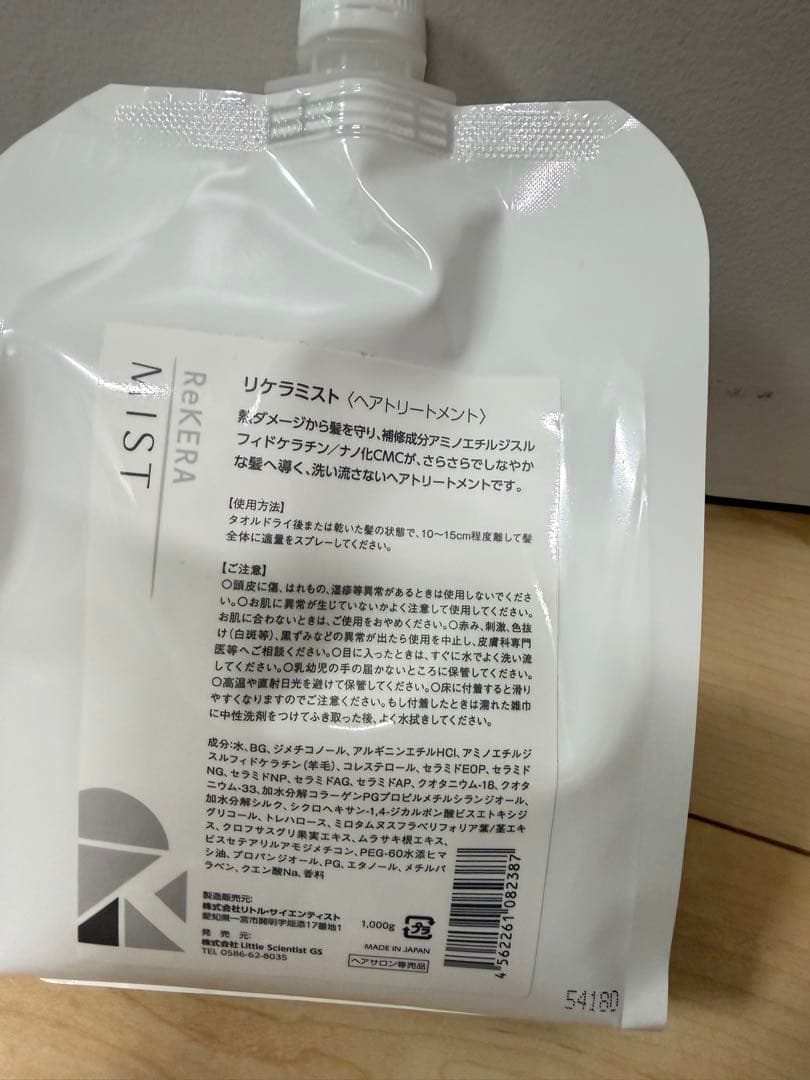 ReKERA
MIST
リケラミスト〈ヘアトリートメント〉
熱ダメージから髪を守り、補修成分アミノエチルジスル
フィドケラチン/ナノ化CMCが、さらさらでしなやか
な髪へ導く、洗い流さないヘアトリートメントです。
【使用方法】
タオルドライ後または乾いた髪の状態で、10〜15cm程度離して髪
全体に適量をスプレーしてください。
【ご注意】
○頭皮に傷、はれもの、湿疹等異常があるときは使用しないでくださ
い。○お肌に異常が生じていないかよく注意して使用してください。
お肌に合わないときは、ご使用をおやめください。○赤み、刺激、色抜
け(白斑等)、黒ずみなどの異常が出たら使用を中止し、皮膚科専門
医等へご相談ください。○目に入ったときは、すぐに水でよく洗い流
してください。○乳幼児の手の届かないところに保管してください。
○高温や直射日光を避けて保管してください。○床に付着すると滑り
やすくなりますのでご注意ください。もし付着したときは濡れた雑巾
に中性洗剤をつけてふき取った後、よく水拭きしてください。
成分:水、BG、ジメチコノール、アルギニンエチルHCl、アミノエチルジ
スルフィドケラチン(羊毛)、コレステロール、セラミドEOP、セラミド
NG、セラミドNP、セラミドAG、セラミドAP、クオタニウム-18、クオタ
ニウム-33、加水分解コラーゲンPGプロピルメチルシランジオール、
加水分解シルク、シクロヘキサン-1,4-ジカルボン酸ビスエトキシジ
グリコール、トレハロース、ミロタムヌスフラベリフォリア葉/茎エキ
ス、クロフサスグリ果実エキス、ムラサキ根エキス、
ビスセテアリルアモジメチコン、PEG-60水添ヒマ
シ油、プロパンジオール、PG、エタノール、メチルパ
ラベン、クエン酸Na、香料
製造販売元:
株式会社リトル・サイエンティスト
愛知県一宮市開明字畑添17番地1
発売元:
株式会社 Little Scientist GS
TEL 0586-62-8035
1,000g
プラ
MADE IN JAPAN
ヘアサロン専売品
4 562261 082387
54180